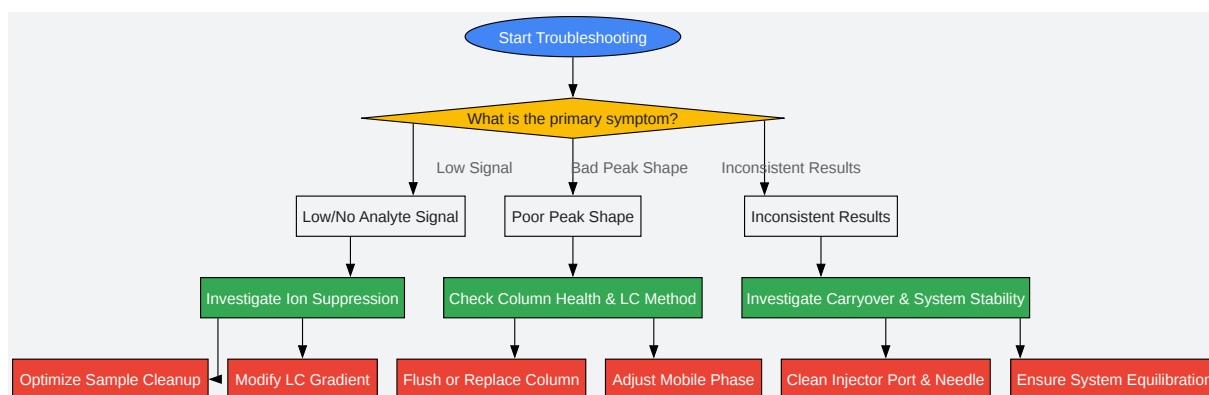 Start Troubleshooting
What is the primary symptom?
Low Signal
Bad Peak Shape
Inconsistent Results
Low/No Analyte Signal
Poor Peak Shape
Inconsistent Results
Investigate Ion Suppression
Check Column Health & LC Method
Investigate Carryover & System Stability
Optimize Sample Cleanup
Modify LC Gradient
Flush or Replace Column
Adjust Mobile Phase
Clean Injector Port & Needle
Ensure System Equilibration